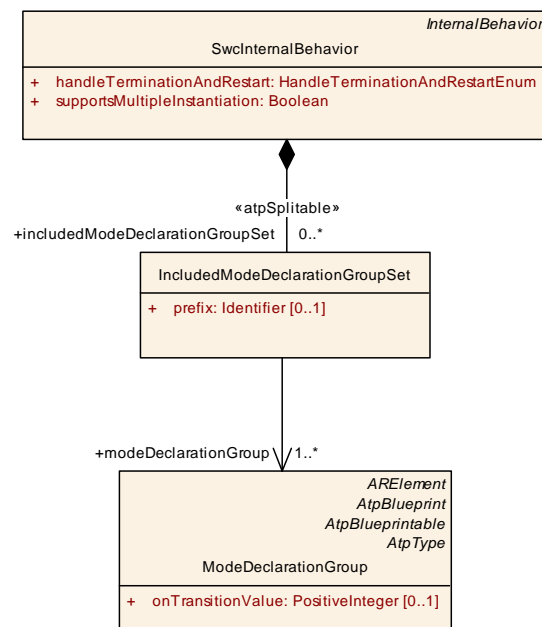 InternalBehavior
SwcInternalBehavior
+ handleTerminationAndRestart: HandleTerminationAndRestartEnum
+ supportsMultipleInstantiation: Boolean
«atpSplitable»
+includedModeDeclarationGroupSet 0..*
IncludedModeDeclarationGroupSet
+ prefix: Identifier [0..1]
+modeDeclarationGroup 1..*
ARElement
AtpBlueprint
AtpBlueprintable
AtpType
ModeDeclarationGroup
+ onTransitionValue: PositiveInteger [0..1]